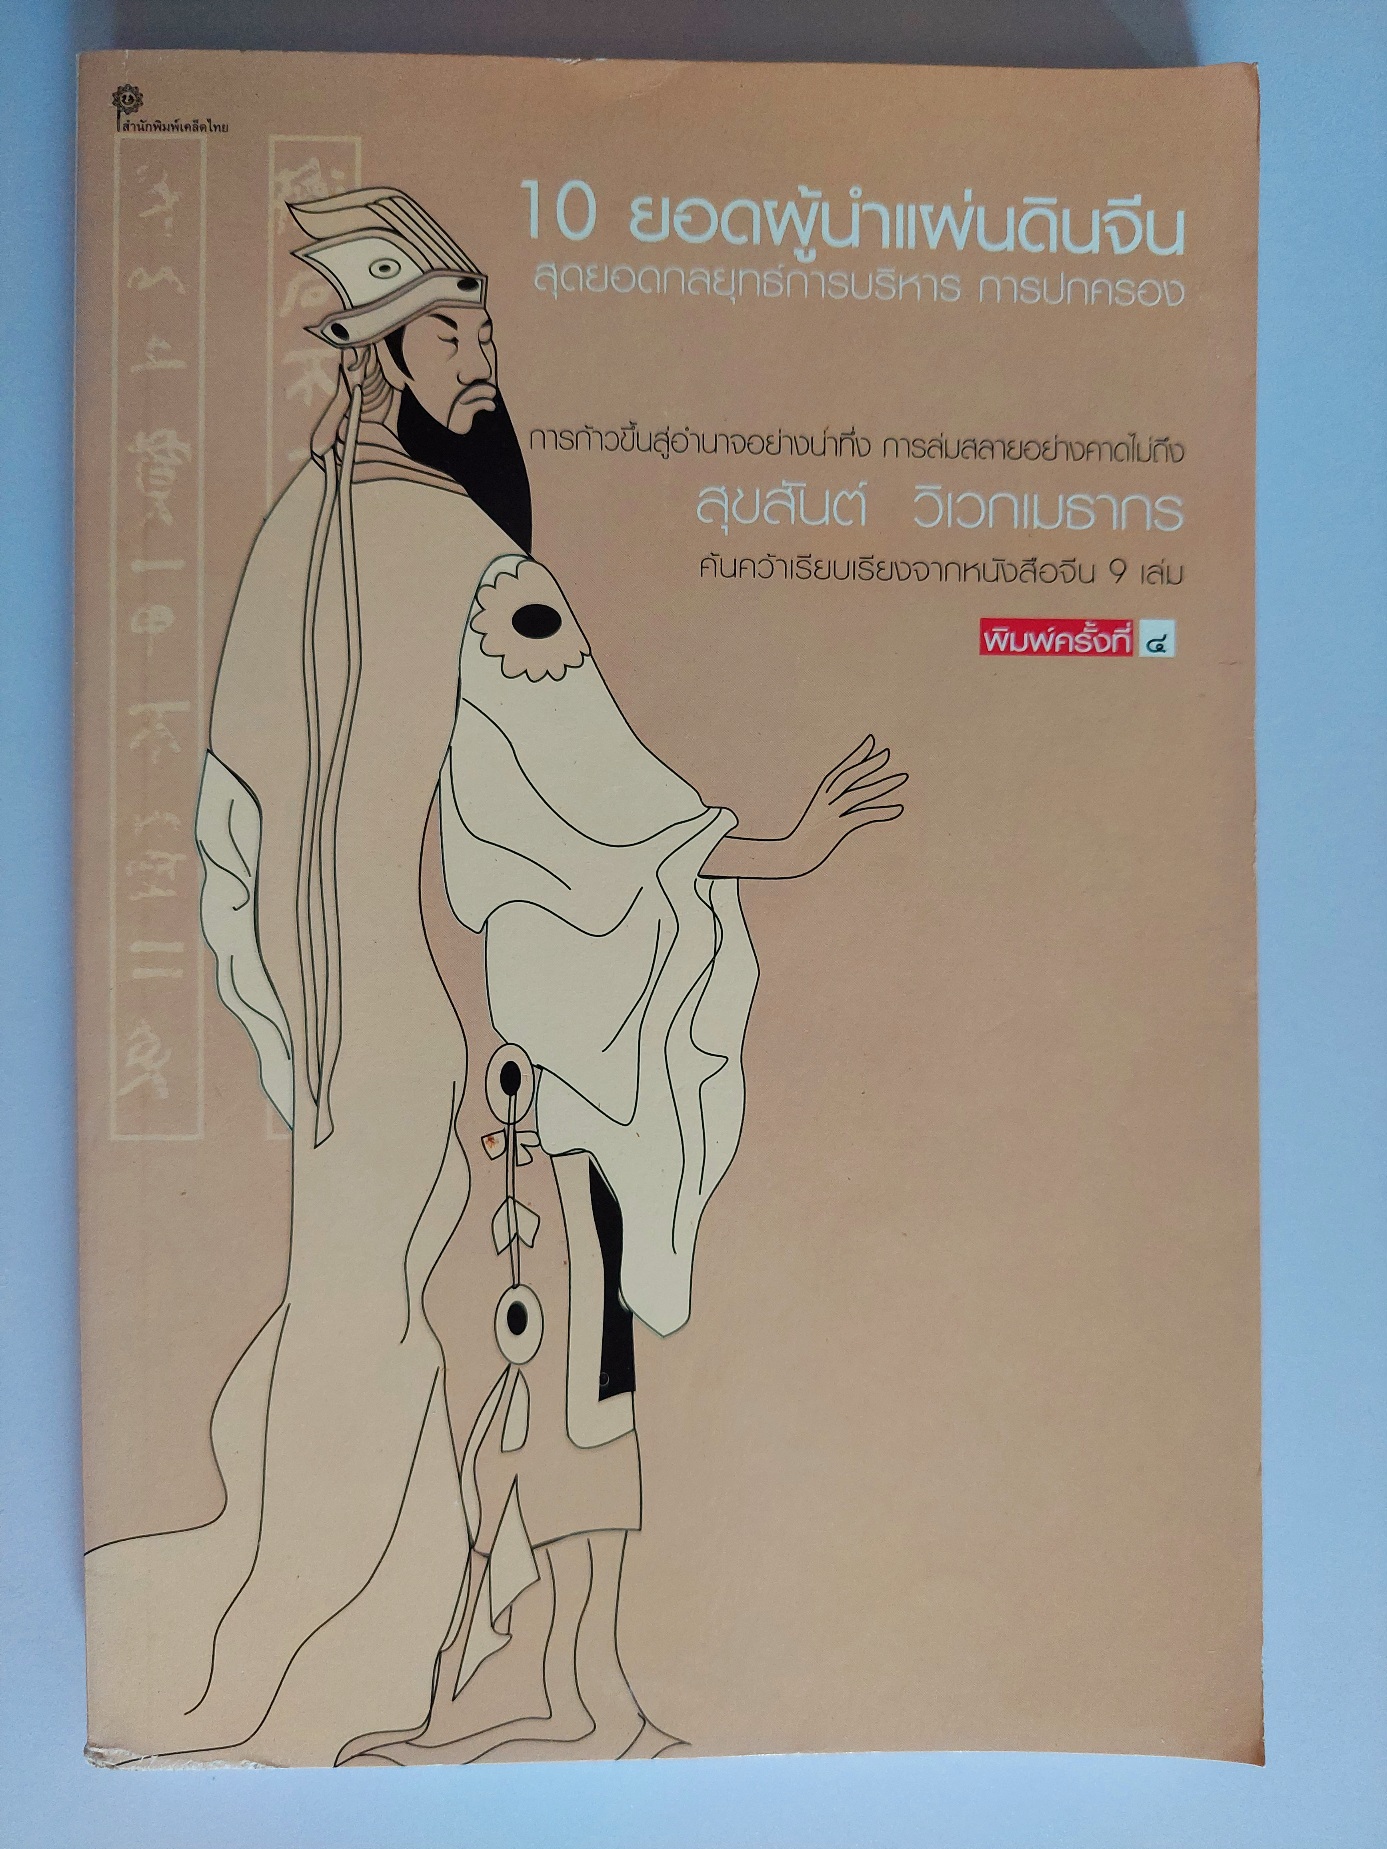 สำนักพิมพ์เคล็ดไทย
10 ยอดผู้นำแผ่นดินจีน
สุดยอดกลยุทธ์การบริหาร การปกครอง
การก้าวขึ้นสู่อำนาจอย่างน่าทึ่ง การล่มสลายอย่างคาดไม่ถึง
สุขสันต์ วิเวกเมธากร
ค้นคว้าเรียบเรียงจากหนังสือจีน 9 เล่ม
พิมพ์ครั้งที่ ๔